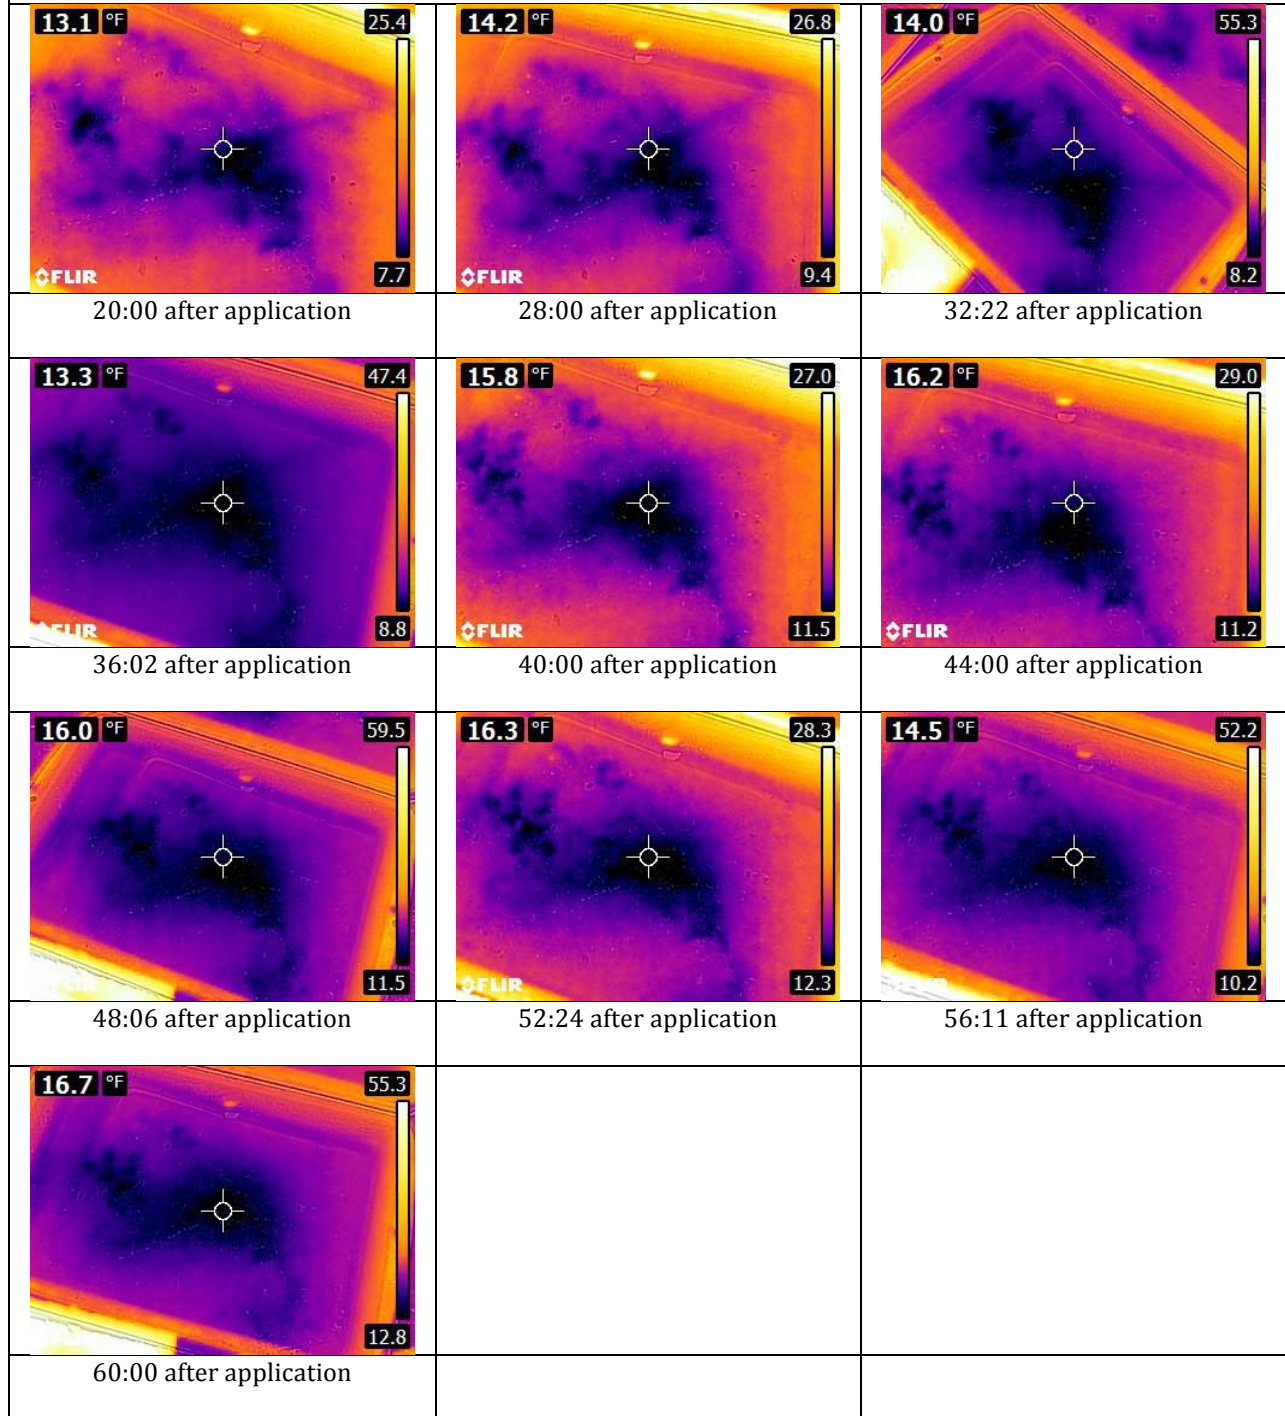 13.1 °F 25.4
FLIR 7.7
14.2 °F 26.8
FLIR 9.4
14.0 °F 55.3
FLIR 8.2
20:00 after application
28:00 after application
32:22 after application
13.3 °F 47.4
FLIR 8.8
15.8 °F 27.0
FLIR 11.5
16.2 °F 29.0
FLIR 11.2
36:02 after application
40:00 after application
44:00 after application
16.0 °F 59.5
11.5
16.3 °F 28.3
FLIR 12.3
14.5 °F 52.2
FLIR 10.2
48:06 after application
52:24 after application
56:11 after application
16.7 °F 55.3
12.8
60:00 after application